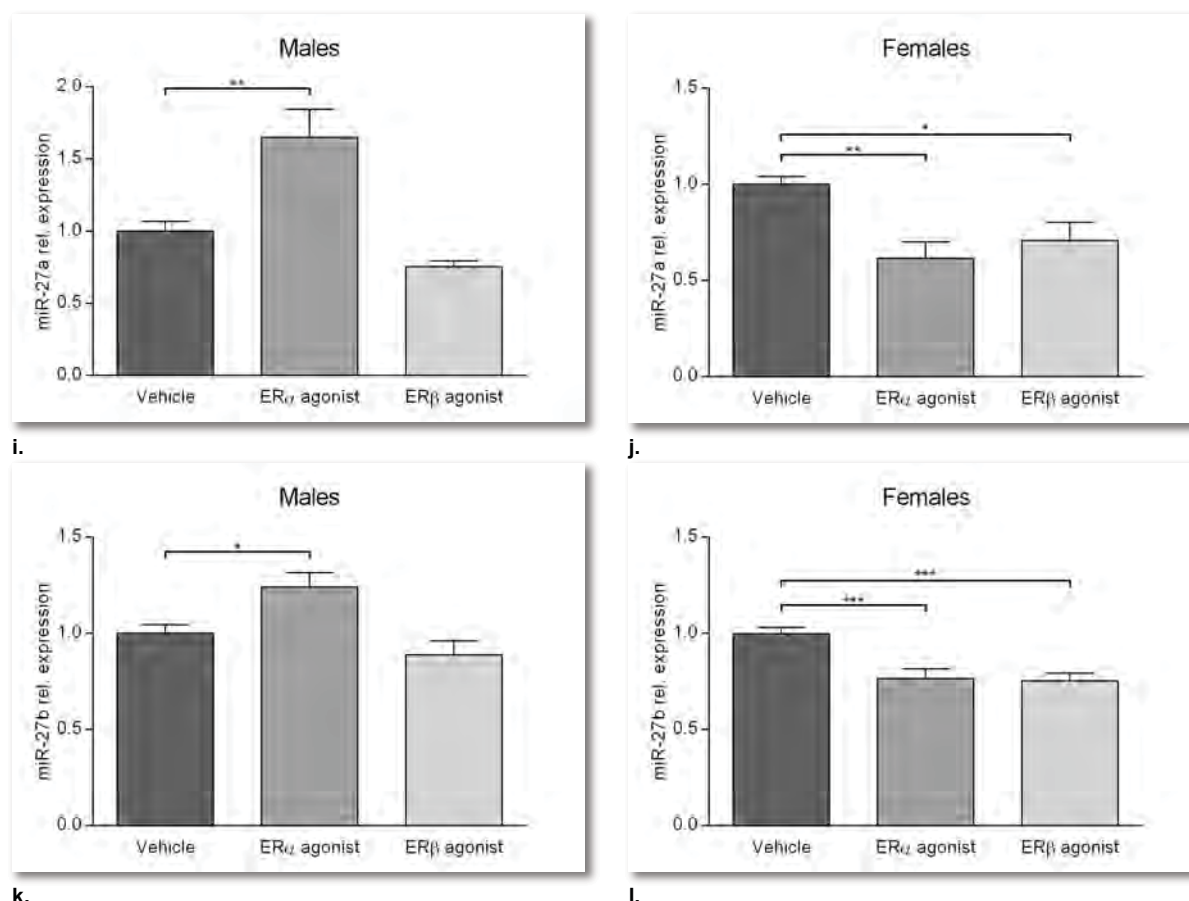 Males
miR-27a rel. expression
2.0
1.5
1.0
0.5
0.0
**
Vehicle ERα agonist ERβ agonist
i.
Females
miR-27a rel. expression
1.5
1.0
0.5
0.0
*
**
Vehicle ERα agonist ERβ agonist
j.
Males
miR-27b rel. expression
1.5
1.0
0.5
0.0
*
Vehicle ERα agonist ERβ agonist
k.
Females
miR-27b rel. expression
1.5
1.0
0.5
0.0
***
***
Vehicle ERα agonist ERβ agonist
l.